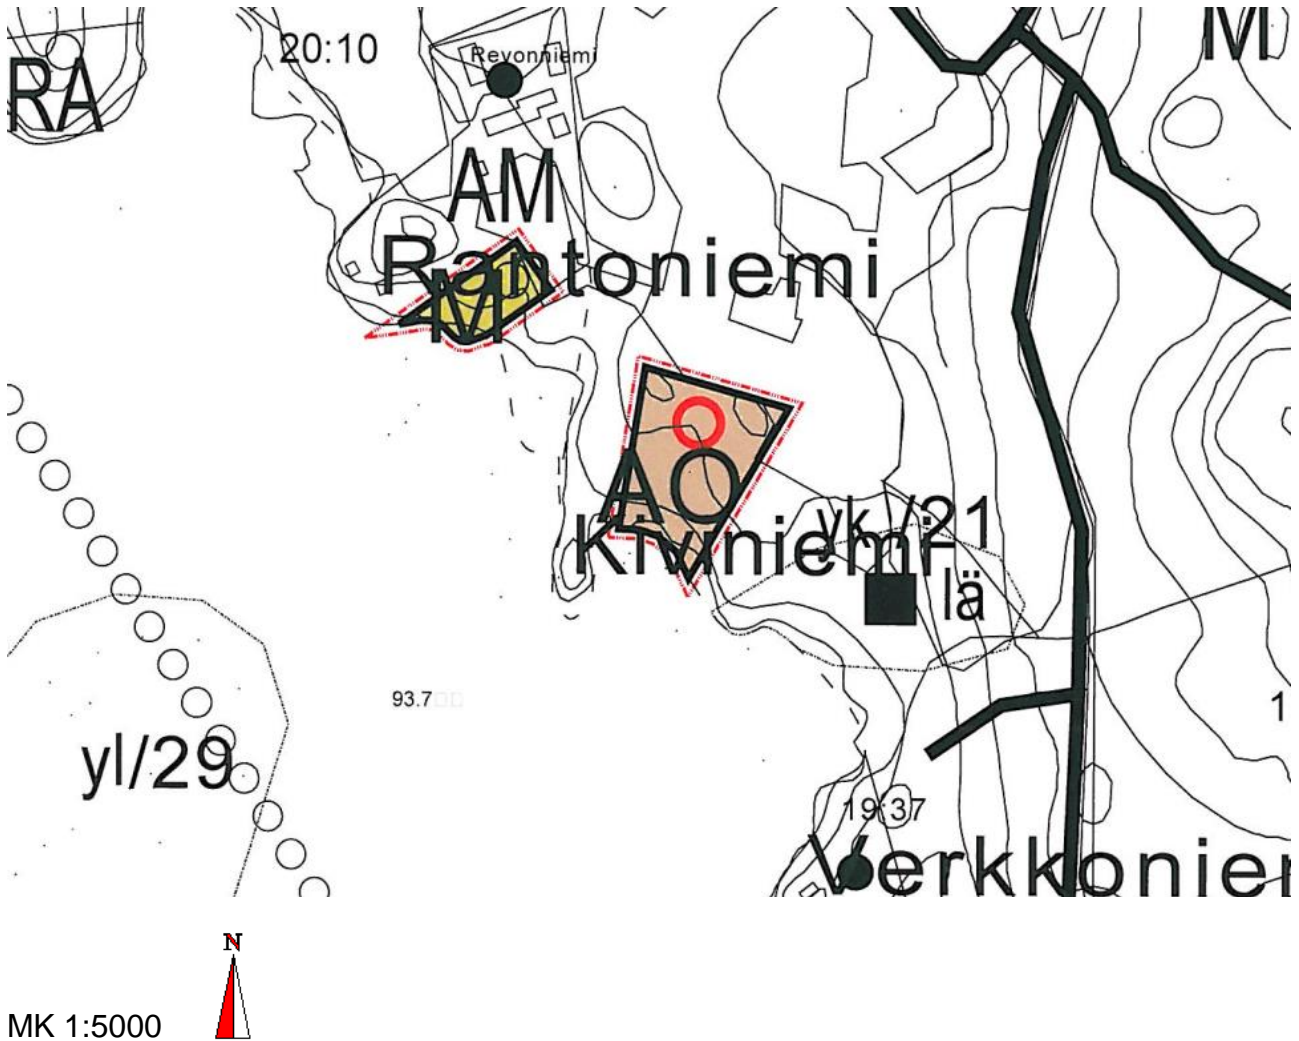 20:10
Revonniemi
M
RA
AM
Rantoniemi
M
AO
yk /21
Kiviniemi
lä
93.7
1
yl/29
19:37
Verkkonier
N
MK 1:5000